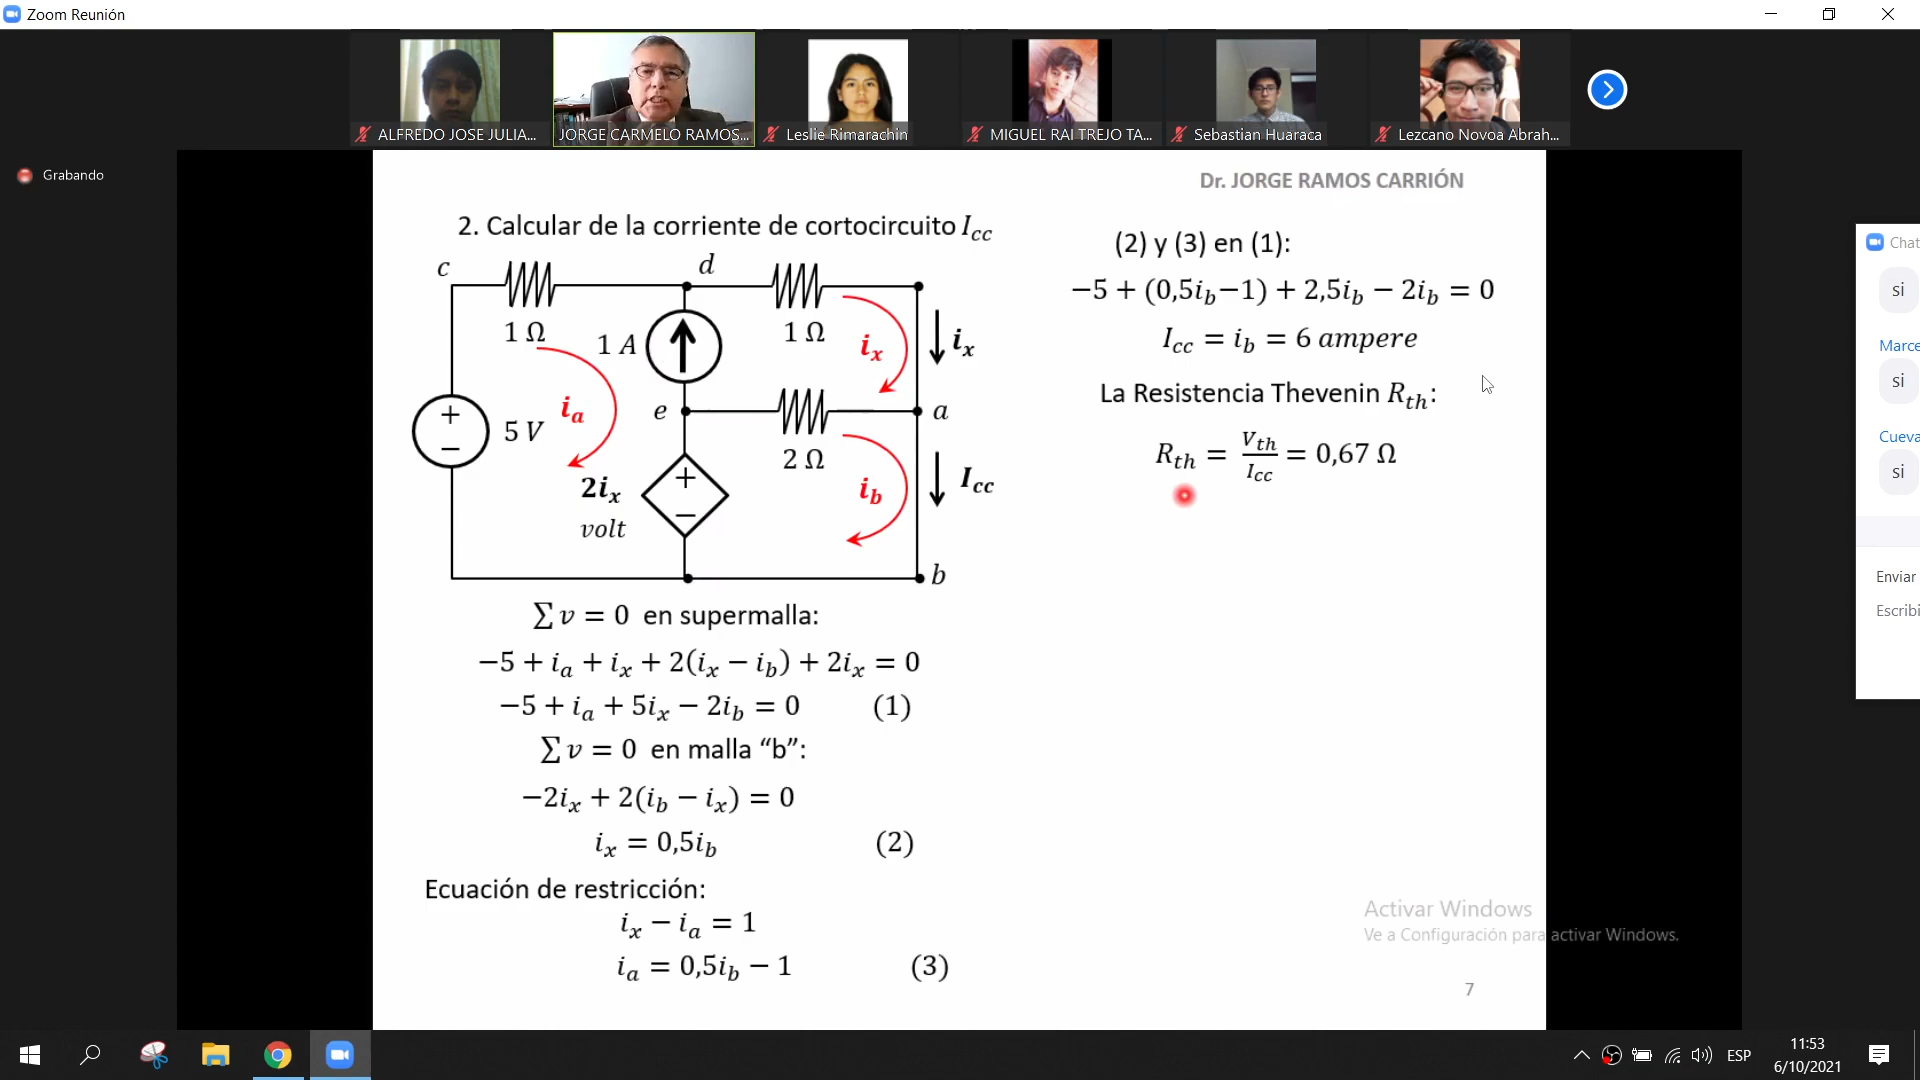 Zoom Reunión
ALFREDO JOSE JULIA...
JORGE CARMELO RAMOS...
Leslie Rimarachin
MIGUEL RAI TREJO TA...
Sebastian Huaraca
Lezcano Novoa Abrah...
Grabando
Dr. JORGE RAMOS CARRIÓN
2. Calcular de la corriente de cortocircuito I_cc
c
d
1 Ω
1 A
1 Ω
i_x
i_x
i_a
e
a
5 V
+
−
2 Ω
2i_x
volt
+
−
i_b
I_cc
b
∑ v = 0 en supermalla:
−5 + i_a + i_x + 2(i_x − i_b) + 2i_x = 0
−5 + i_a + 5i_x − 2i_b = 0 (1)
∑ v = 0 en malla “b”:
−2i_x + 2(i_b − i_x) = 0
i_x = 0,5i_b (2)
Ecuación de restricción:
i_x − i_a = 1
i_a = 0,5i_b − 1 (3)
(2) y (3) en (1):
−5 + (0,5i_b−1) + 2,5i_b − 2i_b = 0
I_cc = i_b = 6 ampere
La Resistencia Thevenin R_th:
R_th = V_th/I_cc = 0,67 Ω
Activar Windows
Ve a Configuración para activar Windows.
7
Chat
si
Marce
si
Cueva
si
Enviar
Escribi
ESP
11:53
6/10/2021